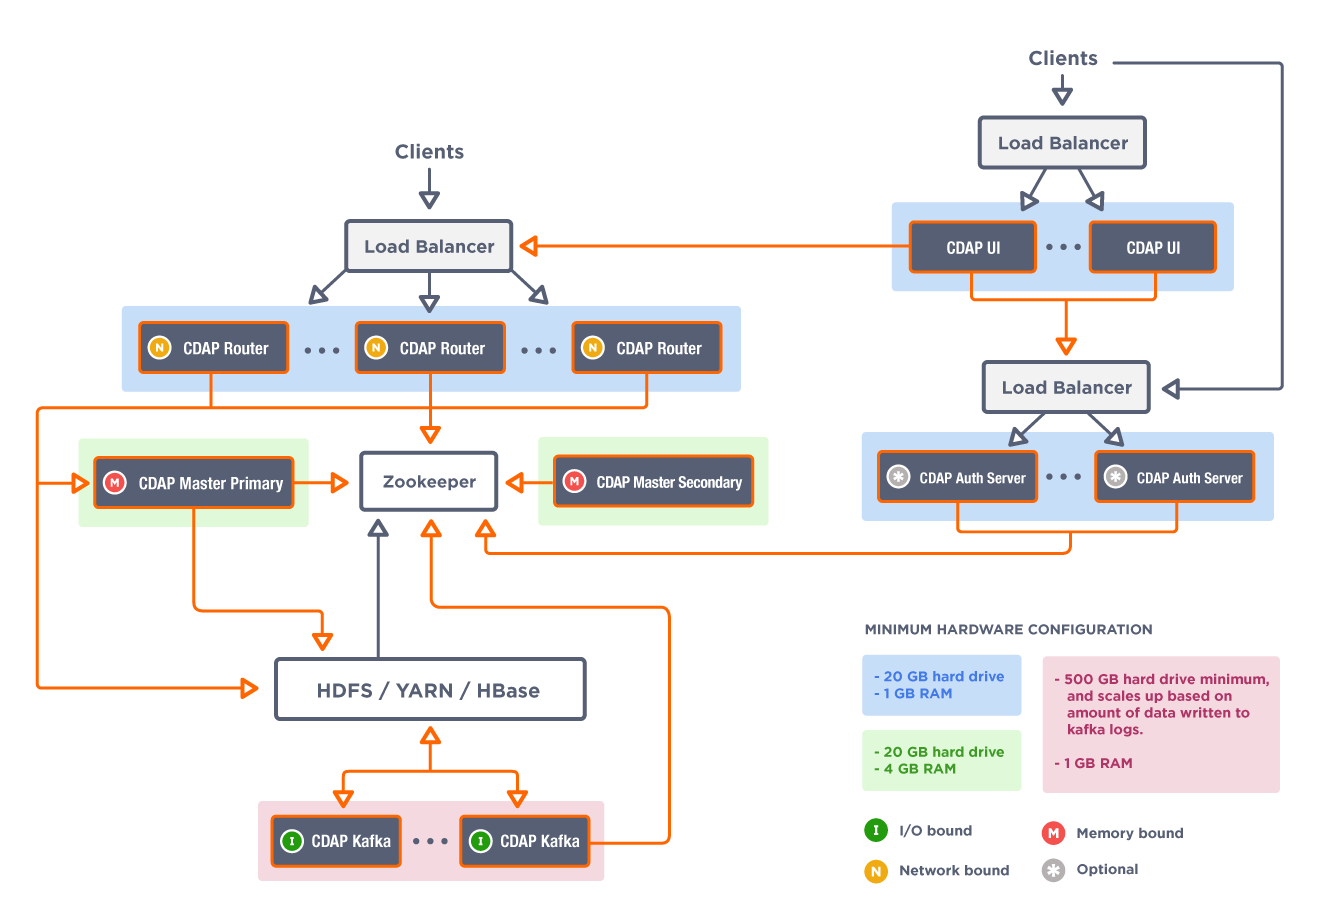 Clients
Load Balancer
Clients
Load Balancer
CDAP UI
• • •
CDAP UI
N CDAP Router
• • •
N CDAP Router
• • •
N CDAP Router
Load Balancer
M CDAP Master Primary
Zookeeper
M CDAP Master Secondary
* CDAP Auth Server
• • •
* CDAP Auth Server
HDFS / YARN / HBase
I CDAP Kafka
• • •
I CDAP Kafka
MINIMUM HARDWARE CONFIGURATION
- 20 GB hard drive
- 1 GB RAM
- 20 GB hard drive
- 4 GB RAM
- 500 GB hard drive minimum,
and scales up based on
amount of data written to
kafka logs.
- 1 GB RAM
I I/O bound
M Memory bound
N Network bound
* Optional